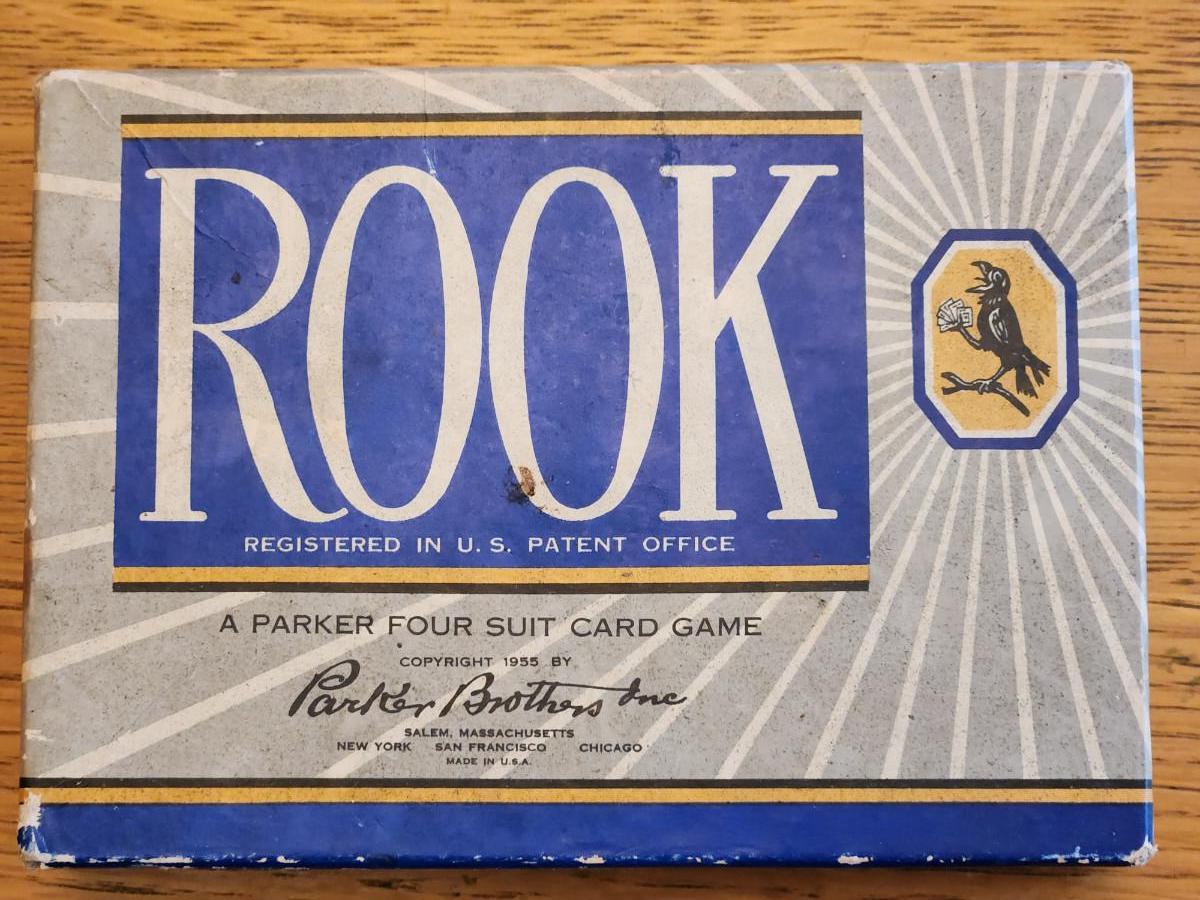 ROOK
REGISTERED IN U.S. PATENT OFFICE
A PARKER FOUR SUIT CARD GAME
COPYRIGHT 1955 BY
Parker Brothers Inc
SALEM, MASSACHUSETTS
NEW YORK SAN FRANCISCO CHICAGO
MADE IN U.S.A.